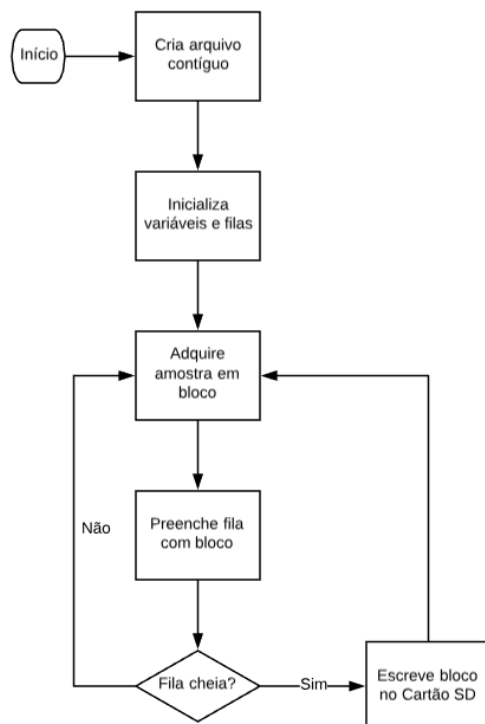 Início
Cria arquivo
contíguo
Inicializa
variáveis e filas
Adquire
amostra em
bloco
Não
Preenche fila
com bloco
Fila cheia?
Sim
Escreve bloco
no Cartão SD